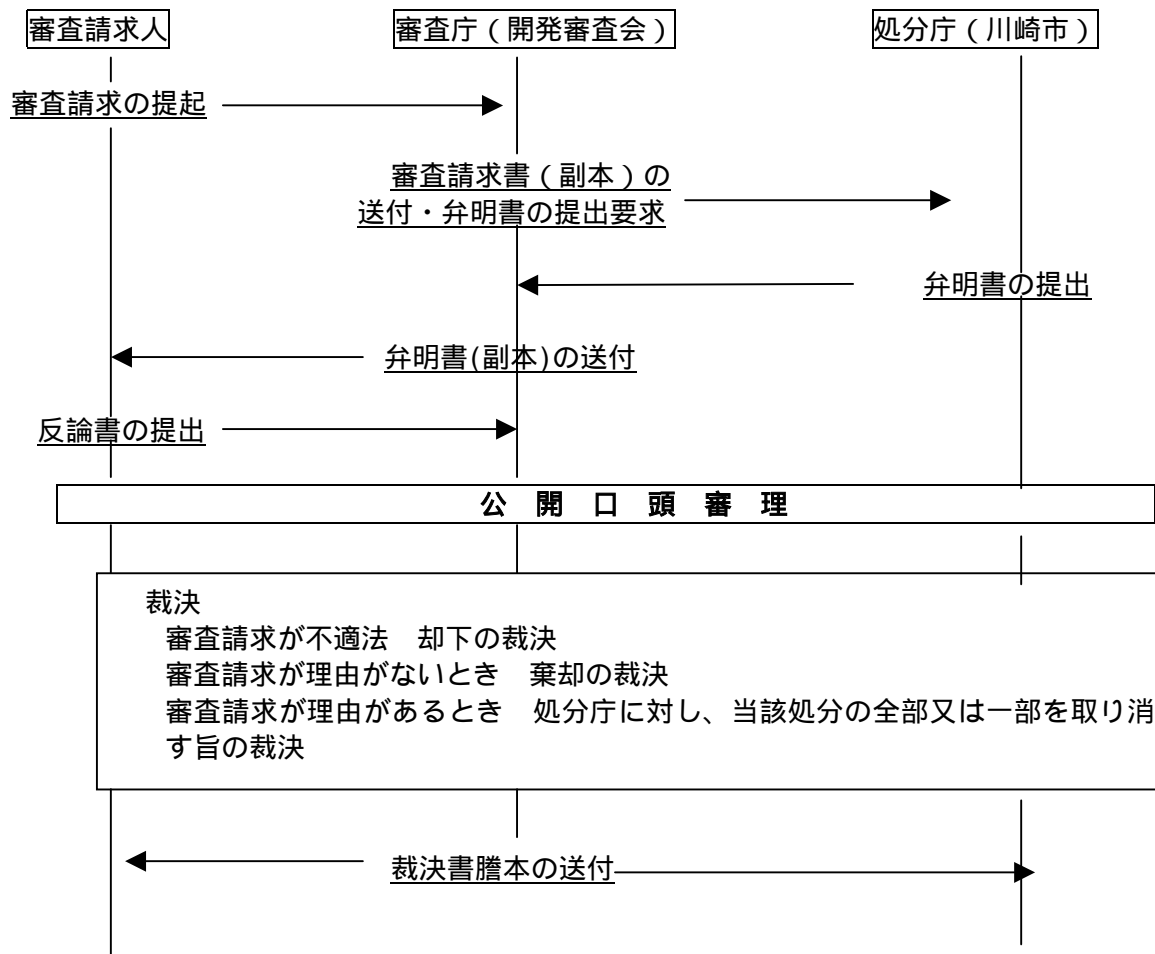 審査請求人
審査庁（開発審査会）
処分庁（川崎市）
審査請求の提起
審査請求書（副本）の
送付・弁明書の提出要求
弁明書の提出
弁明書(副本)の送付
反論書の提出
公　開　口　頭　審　理
裁決
審査請求が不適法　却下の裁決
審査請求が理由がないとき　棄却の裁決
審査請求が理由があるとき　処分庁に対し、当該処分の全部又は一部を取り消
す旨の裁決
裁決書謄本の送付